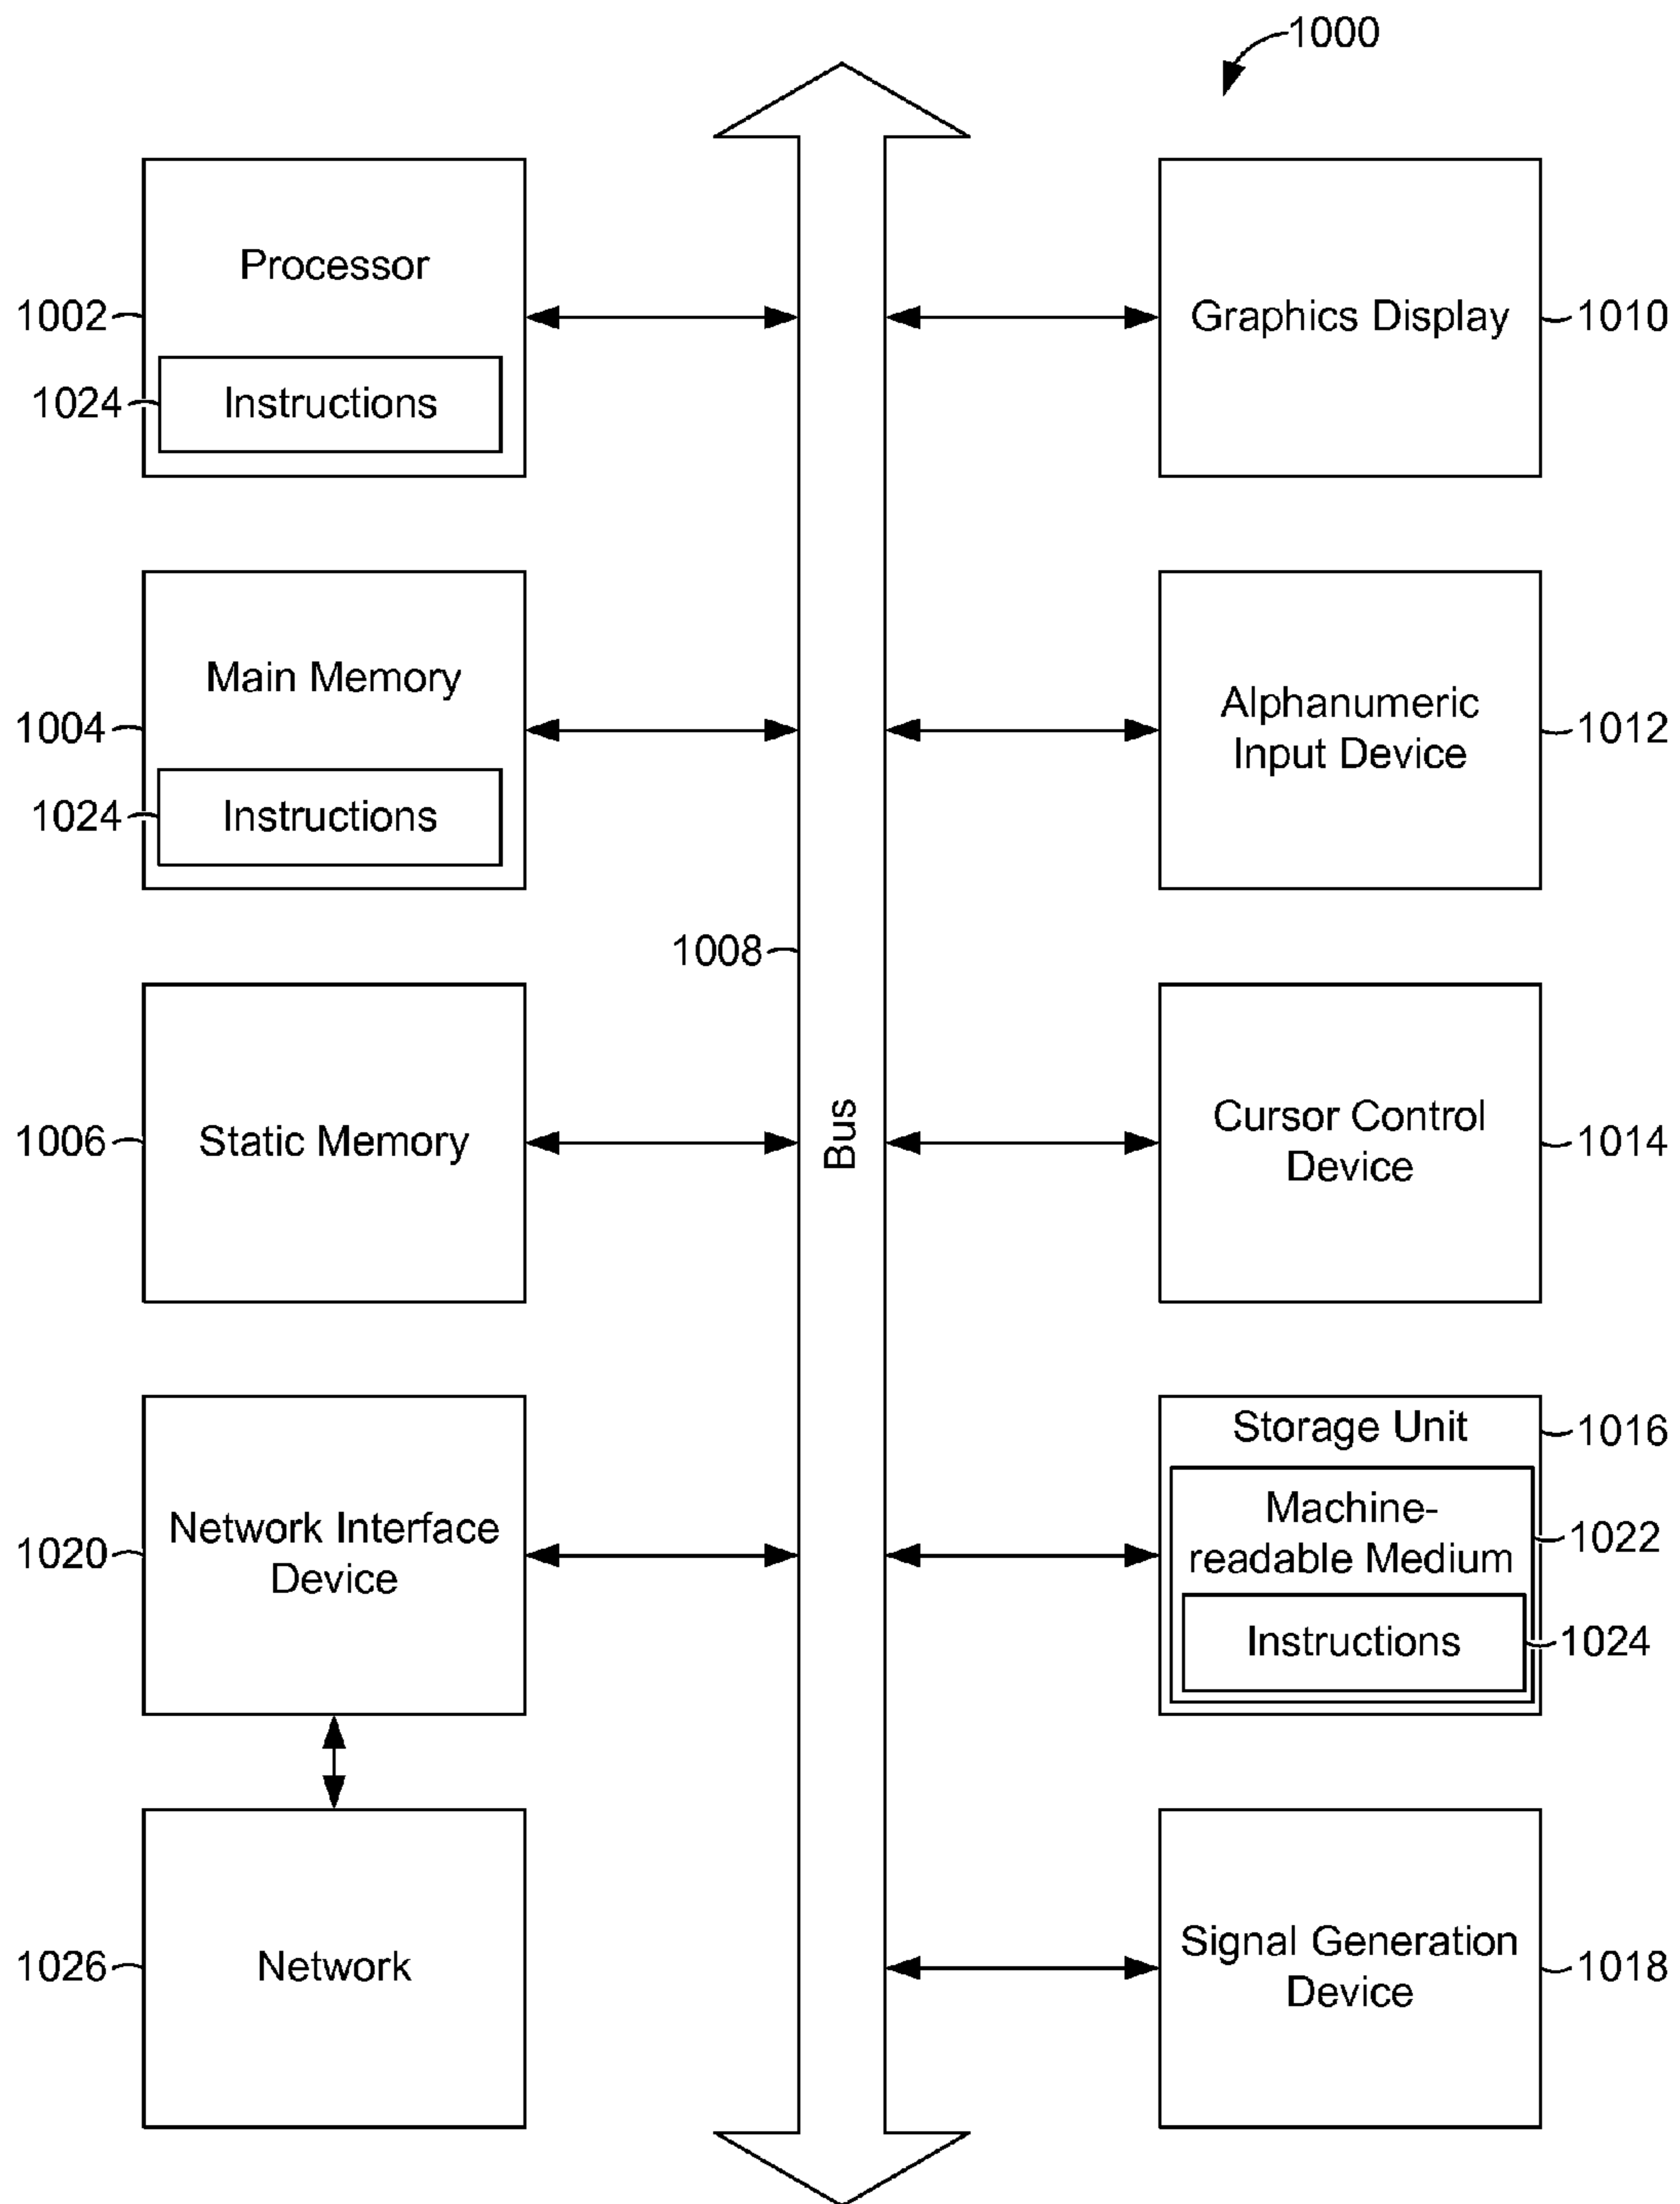 1000
Processor
1002
1024
Instructions
Graphics Display
1010
Main Memory
1004
1024
Instructions
Alphanumeric
Input Device
1012
1008
Bus
Static Memory
1006
Cursor Control
Device
1014
Network Interface
Device
1020
Storage Unit
1016
Machine-
readable Medium
1022
Instructions
1024
Network
1026
Signal Generation
Device
1018